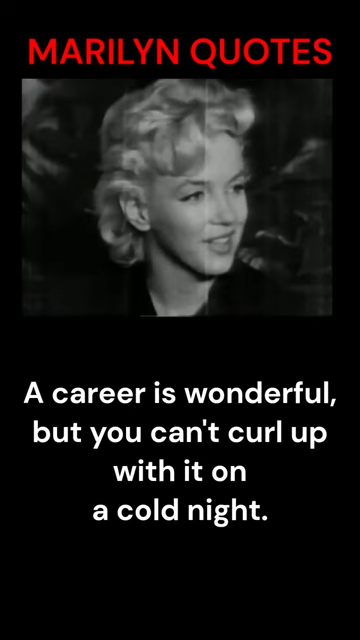 MARILYN QUOTES
A career is wonderful,
but you can't curl up
with it on
a cold night.